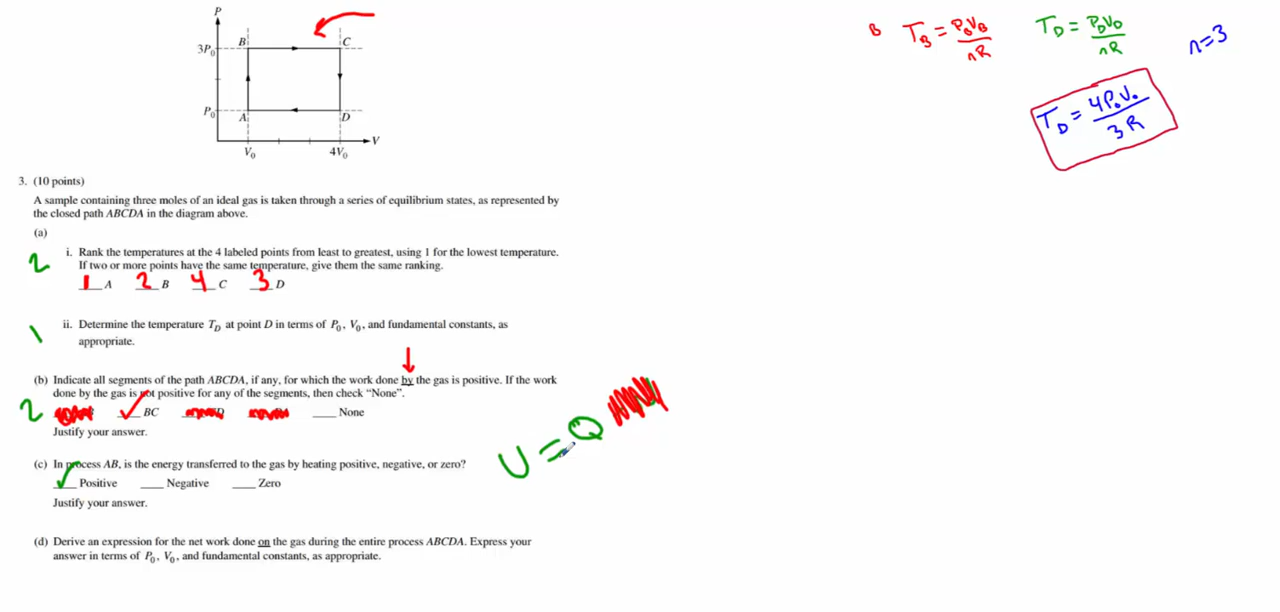 P
B
C
3P₀
P₀
A
D
V
V₀
4V₀
B T_B = P_BV_B / nR
T_D = P_DV_D / nR
n=3
T_D = 4P₀V₀ / 3R
3. (10 points)
A sample containing three moles of an ideal gas is taken through a series of equilibrium states, as represented by
the closed path ABCDA in the diagram above.
(a)
2
i. Rank the temperatures at the 4 labeled points from least to greatest, using 1 for the lowest temperature.
If two or more points have the same temperature, give them the same ranking.
1 A 2 B 4 C 3 D
1
ii. Determine the temperature T_D at point D in terms of P₀, V₀, and fundamental constants, as
appropriate.
(b) Indicate all segments of the path ABCDA, if any, for which the work done by the gas is positive. If the work
done by the gas is not positive for any of the segments, then check “None”.
2
✓ BC ____ None
Justify your answer.
U = Q
(c) In process AB, is the energy transferred to the gas by heating positive, negative, or zero?
✓ Positive ____ Negative ____ Zero
Justify your answer.
(d) Derive an expression for the net work done on the gas during the entire process ABCDA. Express your
answer in terms of P₀, V₀, and fundamental constants, as appropriate.